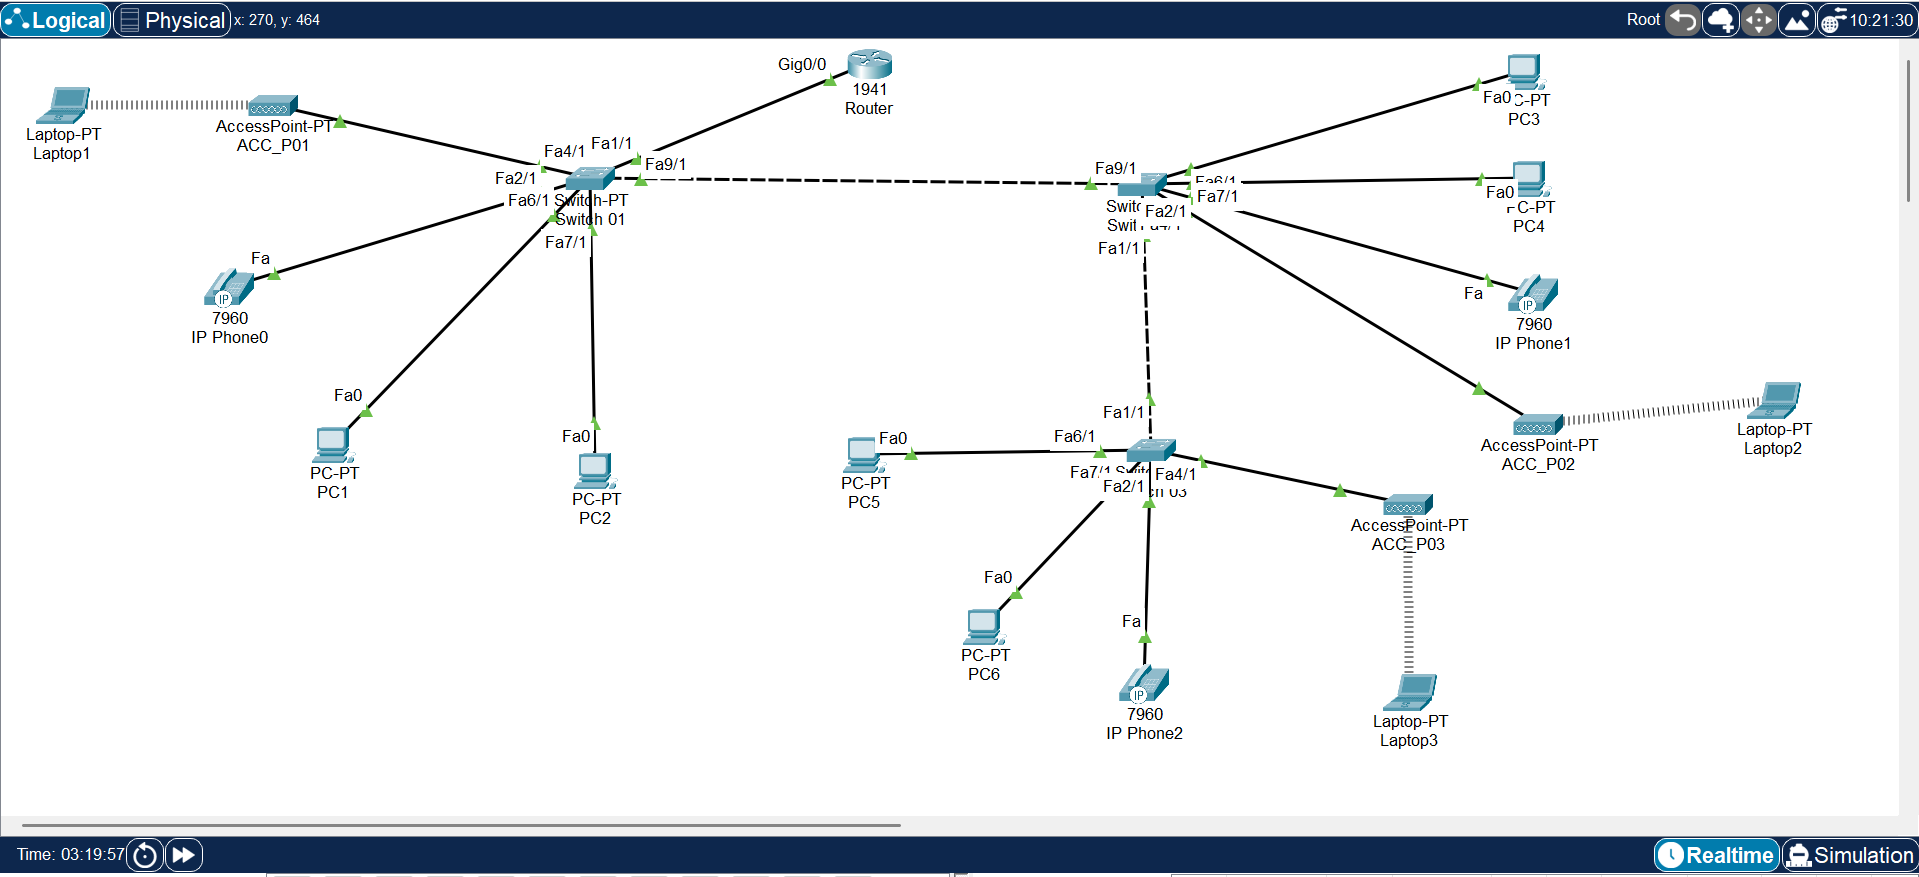 Logical
Physical
x: 270, y: 464
Root
10:21:30
Gig0/0
1941
Router
Laptop-PT
Laptop1
AccessPoint-PT
ACC_P01
Fa4/1
Fa1/1
Fa9/1
Fa2/1
Fa6/1
Switch-PT
Switch 01
Fa7/1
Fa
IP
7960
IP Phone0
Fa0
PC-PT
PC1
Fa0
PC-PT
PC2
Fa0
C-PT
PC3
Fa9/1
Fa6/1
Fa7/1
Fa2/1
Fa4/1
Fa1/1
Fa0
C-PT
PC4
Fa
IP
7960
IP Phone1
AccessPoint-PT
ACC_P02
Laptop-PT
Laptop2
Fa1/1
Fa6/1
Fa7/1
Fa4/1
Fa2/1
Fa0
PC-PT
PC5
AccessPoint-PT
ACC_P03
Fa0
PC-PT
PC6
Fa
IP
7960
IP Phone2
Laptop-PT
Laptop3
Time: 03:19:57
Realtime
Simulation